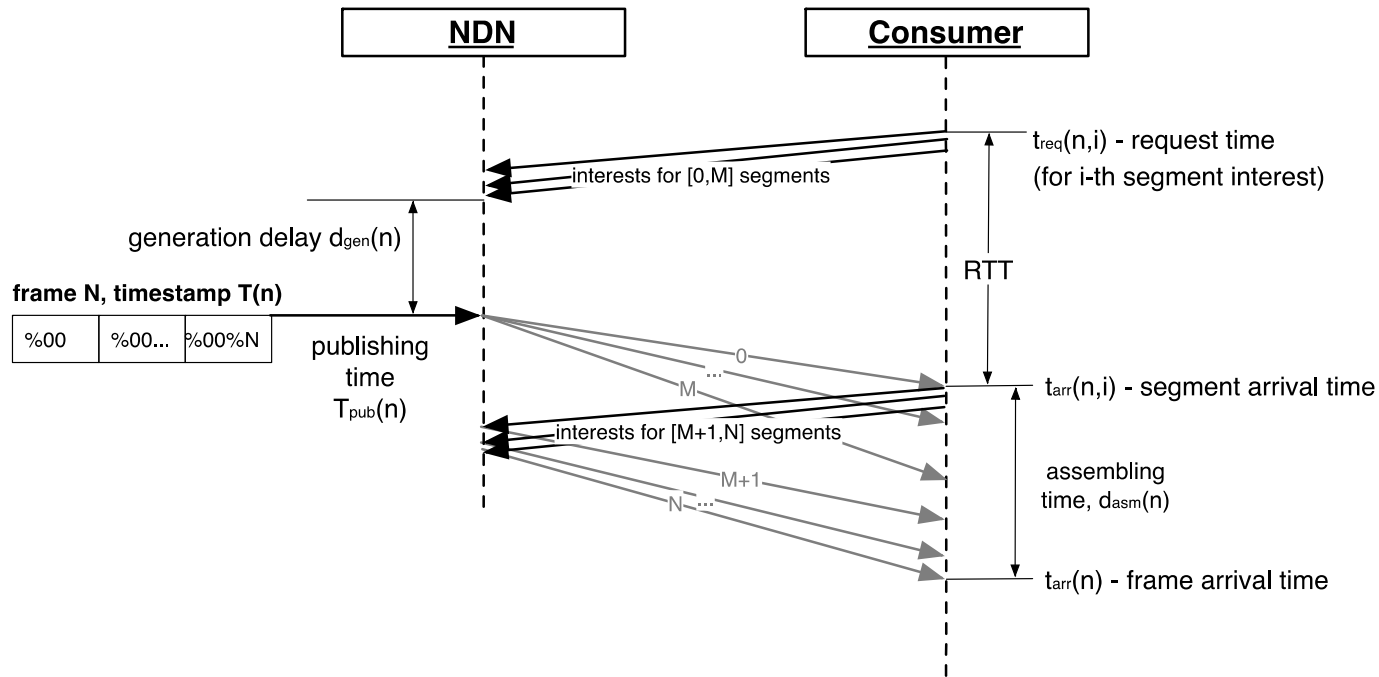 NDN
Consumer
treq(n,i) - request time
(for i-th segment interest)
interests for [0,M] segments
generation delay dgen(n)
RTT
frame N, timestamp T(n)
%00
%00...
%00%N
publishing
time
Tpub(n)
0
...
M
tarr(n,i) - segment arrival time
interests for [M+1,N] segments
M+1
N
...
assembling
time, dasm(n)
tarr(n) - frame arrival time